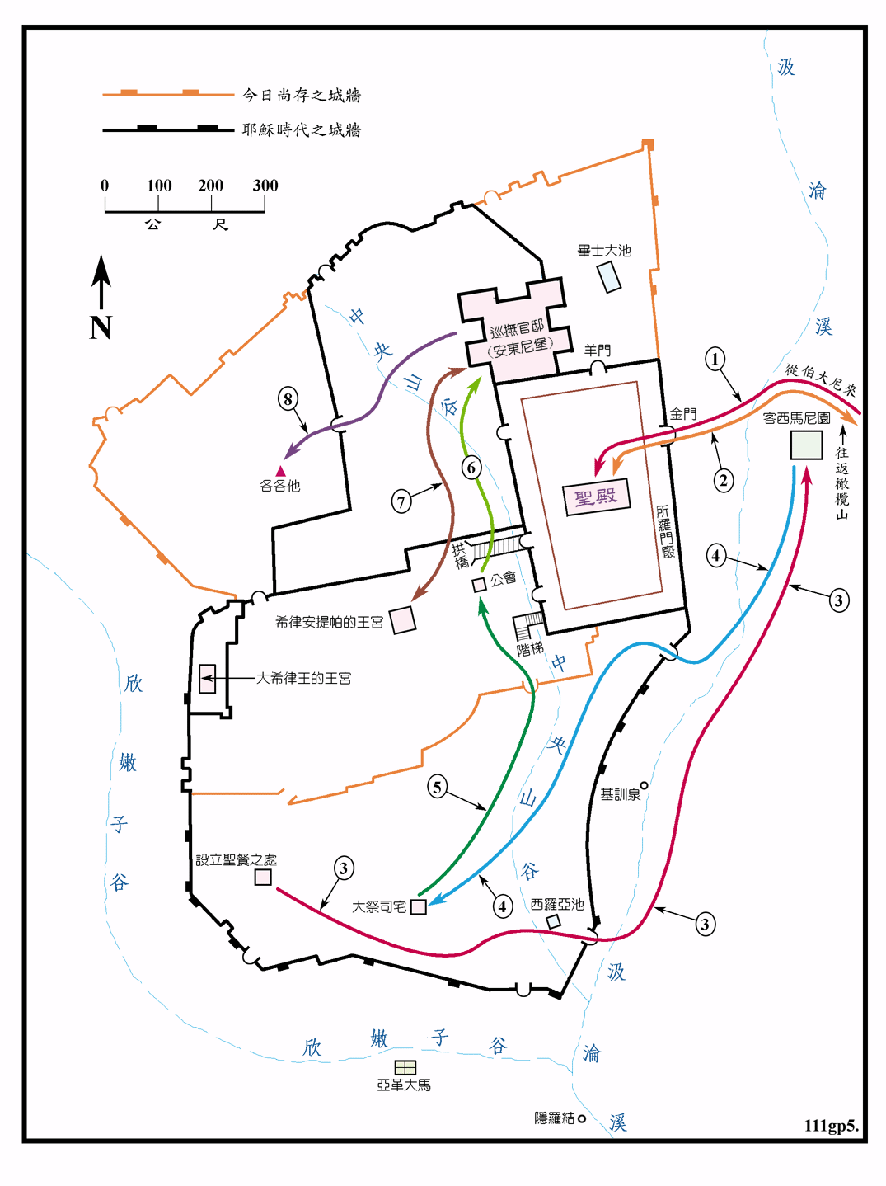 今日尚存之城牆
耶穌時代之城牆
0 100 200 300
公 尺
N
汲
淪
溪
畢士大池
巡撫官邸
(安東尼堡)
中
央
山
谷
羊門
①
從伯大尼來
⑧
金門
客西馬尼園
②
往返橄欖山
各各他
⑥
⑦
聖殿
所羅門殿
④
拱橋
公會
③
希律安提帕的王宮
階梯
大希律王的王宮
中
央
山
谷
欣
嫩
子
谷
⑤
基訓泉
設立聖餐之處
③
大祭司宅
④
西羅亞池
③
汲
淪
溪
欣 嫩 子 谷
亞革大馬
隱羅結
111gp5.